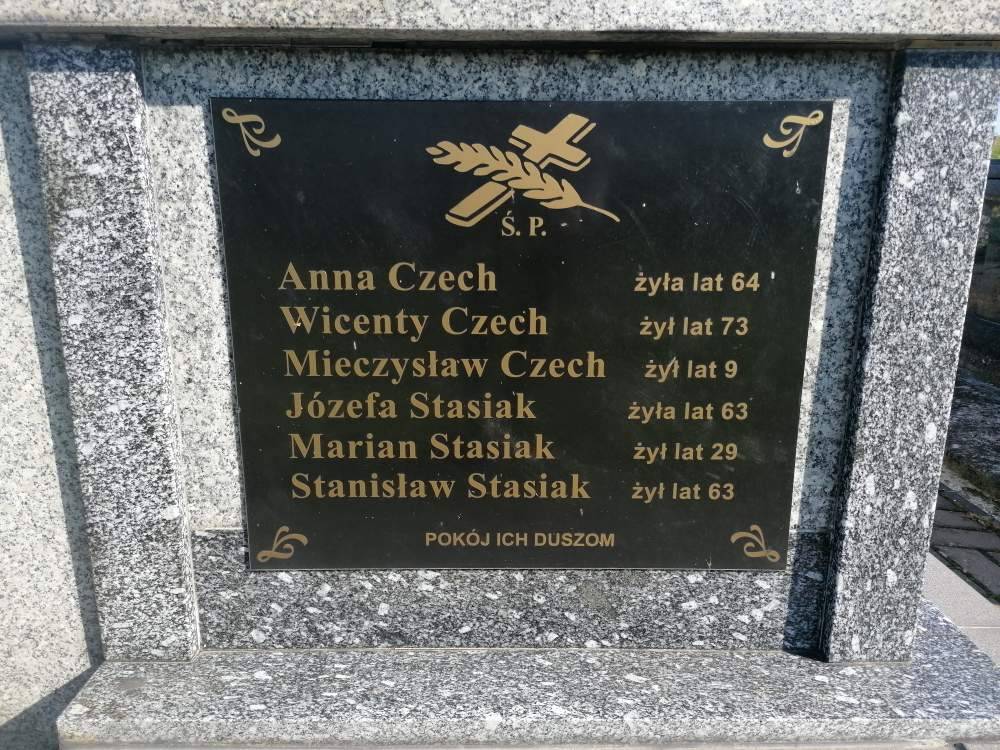 Ś. P.
Anna Czech żyła lat 64
Wicenty Czech żył lat 73
Mieczysław Czech żył lat 9
Józefa Stasiak żyła lat 63
Marian Stasiak żył lat 29
Stanisław Stasiak żył lat 63
POKÓJ ICH DUSZOM